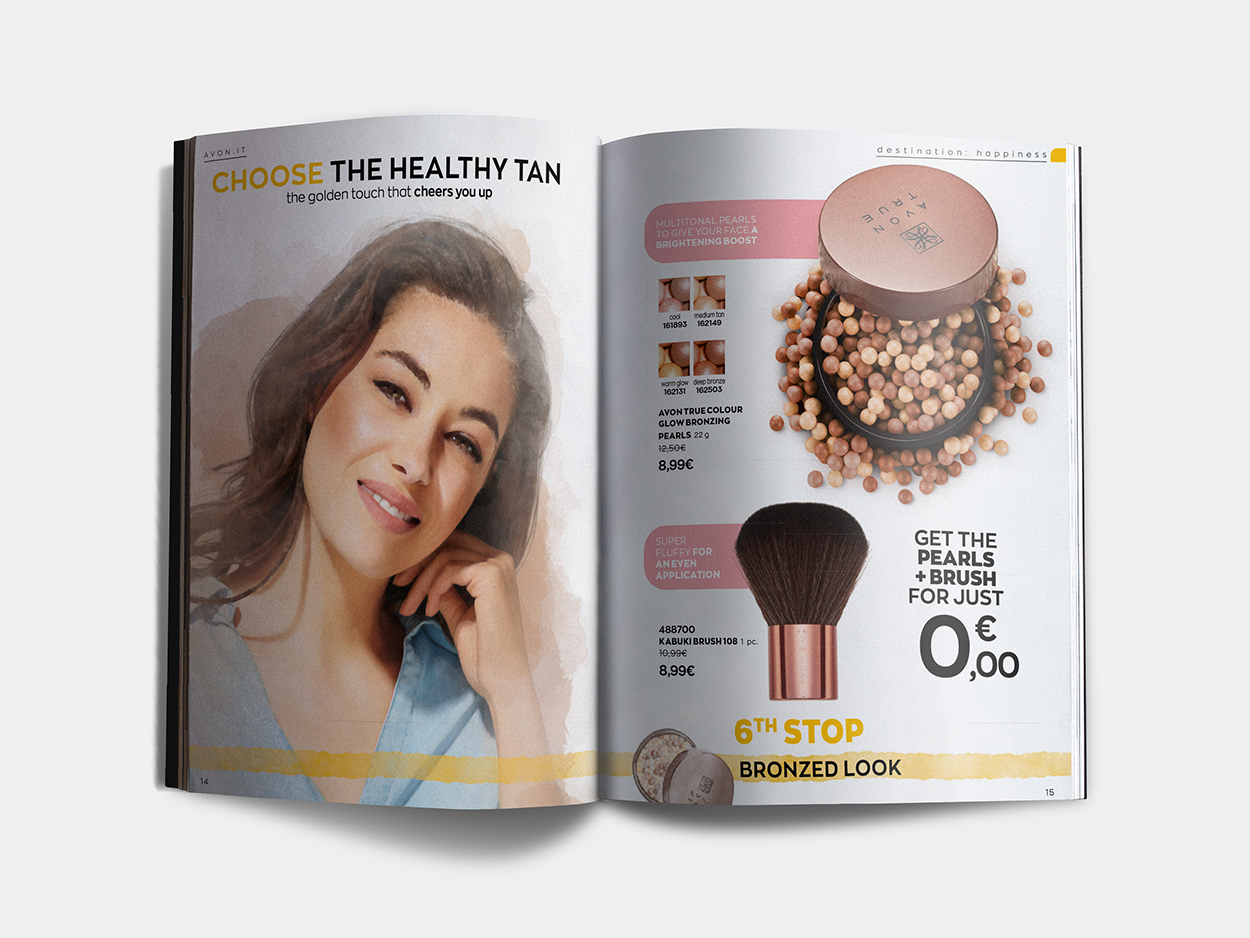 AVON.IT
CHOOSE THE HEALTHY TAN
the golden touch that cheers you up
14
destination: happiness
AVON
TRUE
MULTITONAL PEARLS
TO GIVE YOUR FACE A
BRIGHTENING BOOST
cool
161893
medium tan
162149
warm glow
162131
deep bronze
162503
AVON TRUE COLOUR
GLOW BRONZING
PEARLS 22 g
12,50€
8,99€
SUPER
FLUFFY FOR
AN EVEN
APPLICATION
488700
KABUKI BRUSH 108 1 pc.
10,99€
8,99€
GET THE
PEARLS
+ BRUSH
FOR JUST
0,00€
6TH STOP
BRONZED LOOK
15